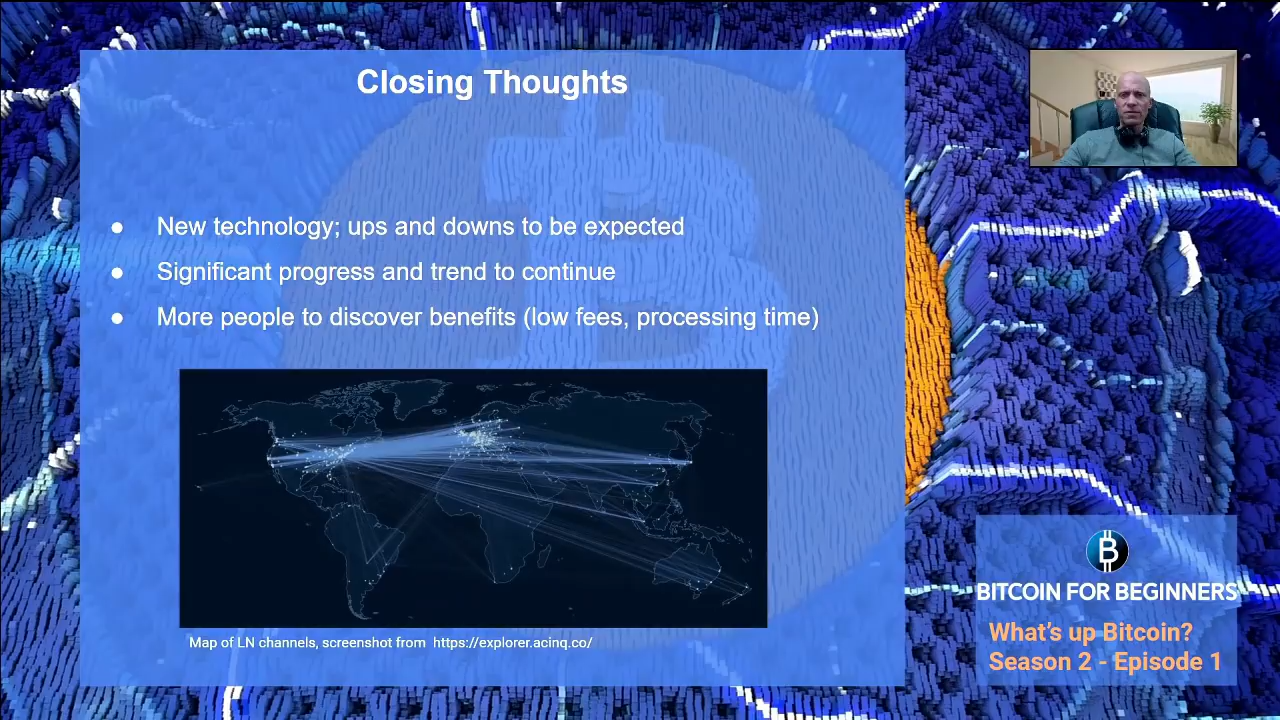 Closing Thoughts
● New technology; ups and downs to be expected
● Significant progress and trend to continue
● More people to discover benefits (low fees, processing time)
Map of LN channels, screenshot from https://explorer.acinq.co/
BITCOIN FOR BEGINNERS
What's up Bitcoin?
Season 2 - Episode 1